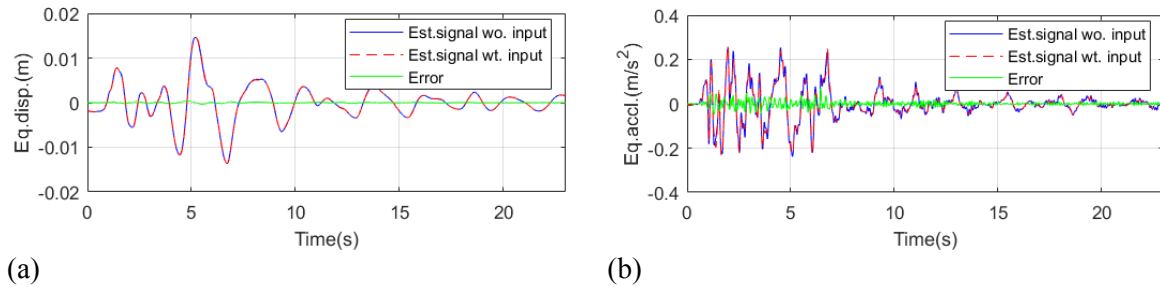 0.02
0.01
0
-0.01
-0.02
Eq.disp.(m)
Est.signal wo. input
Est.signal wt. input
Error
0 5 10 15 20
Time(s)
(a)
0.4
0.2
0
-0.2
-0.4
Eq.accl.(m/s²)
Est.signal wo. input
Est.signal wt. input
Error
0 5 10 15 20
Time(s)
(b)